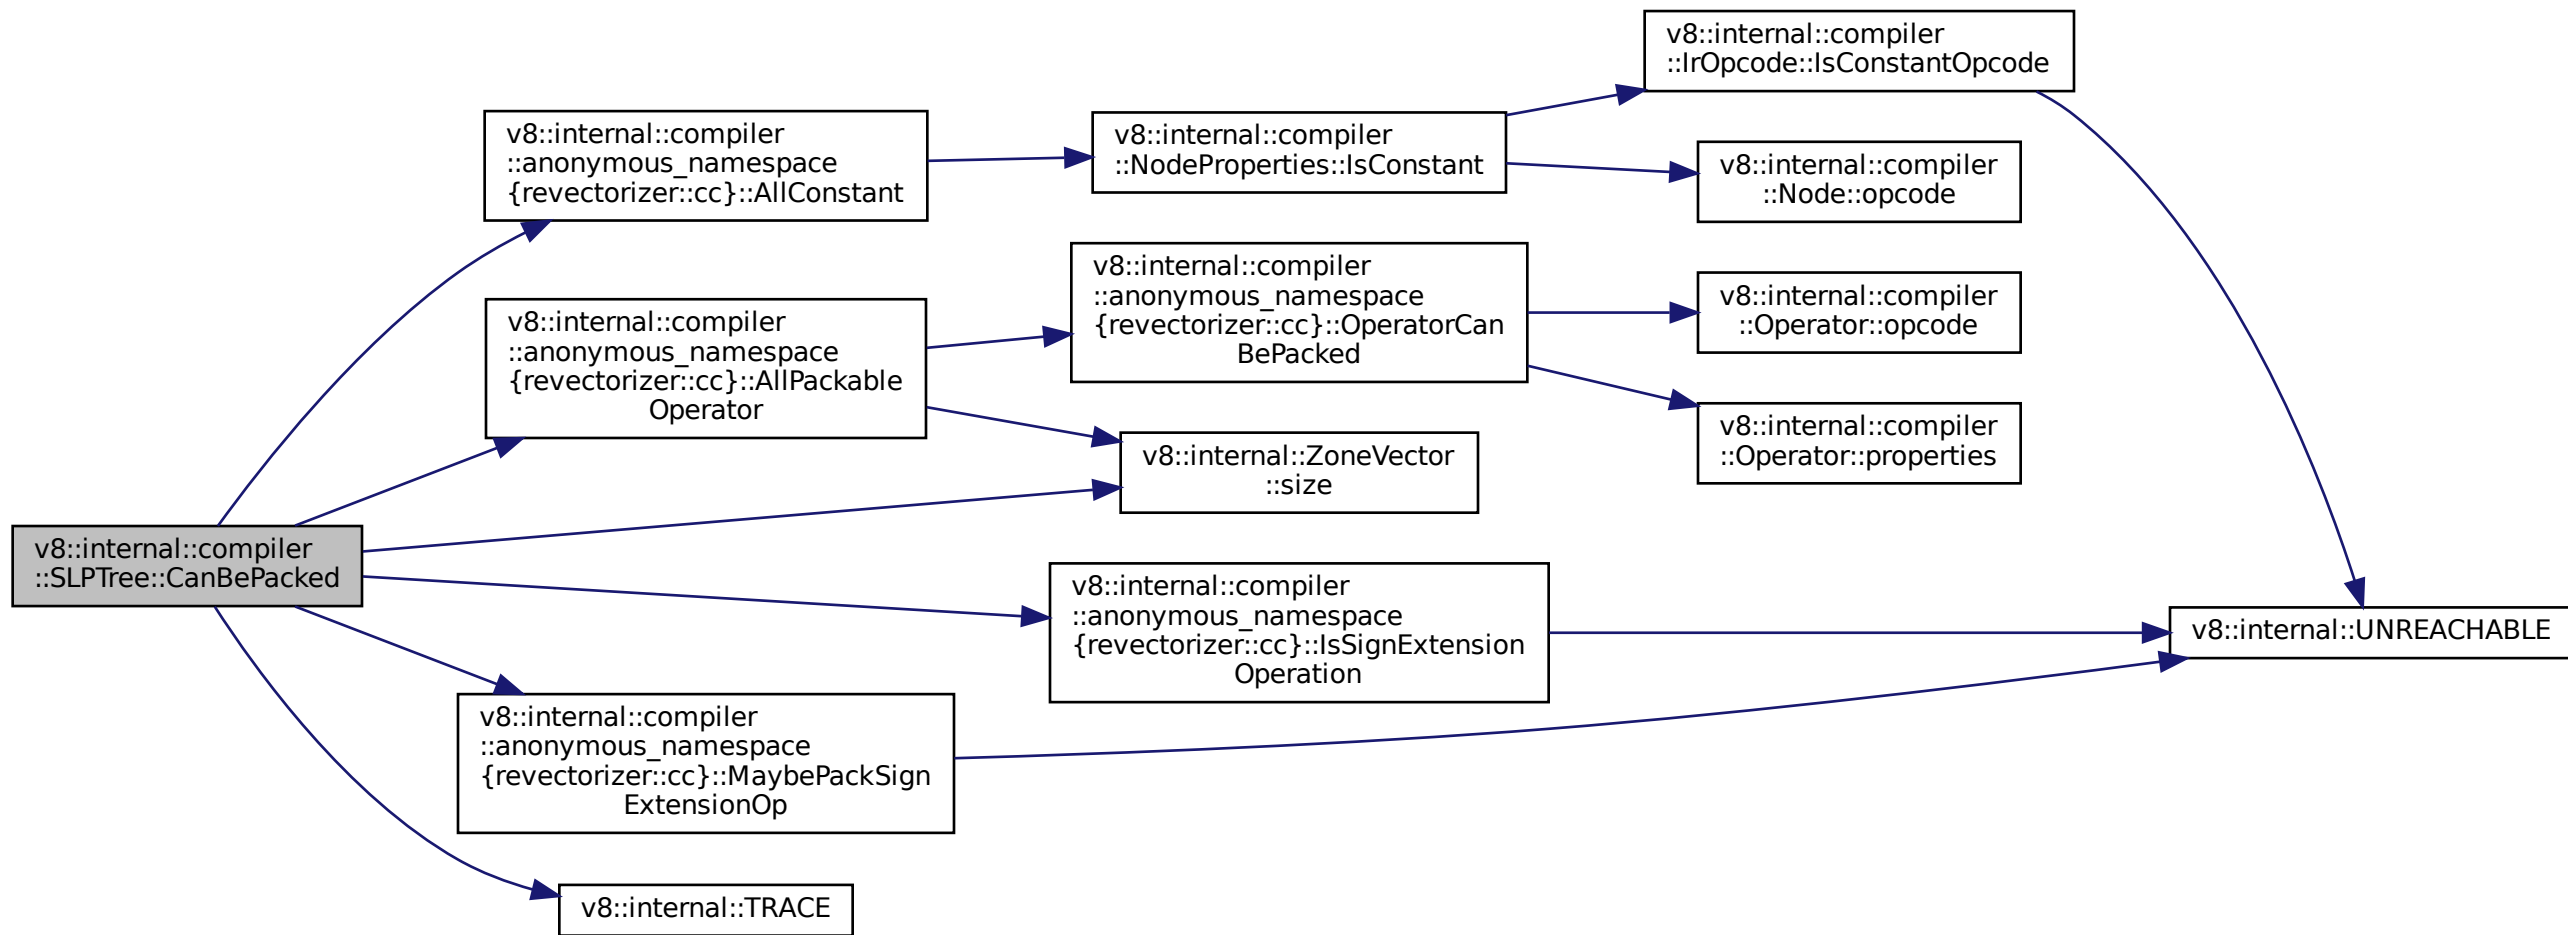 v8::internal::compiler
::SLPTree::CanBePacked
v8::internal::compiler
::anonymous_namespace
{revectorizer::cc}::AllConstant
v8::internal::compiler
::NodeProperties::IsConstant
v8::internal::compiler
::IrOpcode::IsConstantOpcode
v8::internal::compiler
::Node::opcode
v8::internal::compiler
::anonymous_namespace
{revectorizer::cc}::AllPackable
Operator
v8::internal::compiler
::anonymous_namespace
{revectorizer::cc}::OperatorCan
BePacked
v8::internal::compiler
::Operator::opcode
v8::internal::compiler
::Operator::properties
v8::internal::ZoneVector
::size
v8::internal::compiler
::anonymous_namespace
{revectorizer::cc}::IsSignExtension
Operation
v8::internal::UNREACHABLE
v8::internal::compiler
::anonymous_namespace
{revectorizer::cc}::MaybePackSign
ExtensionOp
v8::internal::TRACE